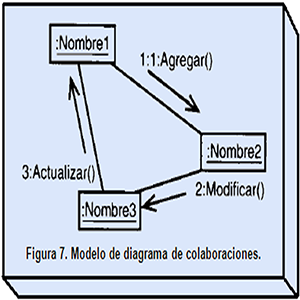 :Nombre1
1:1:Agregar()
:Nombre2
3:Actualizar()
2:Modificar()
:Nombre3
Figura 7. Modelo de diagrama de colaboraciones.